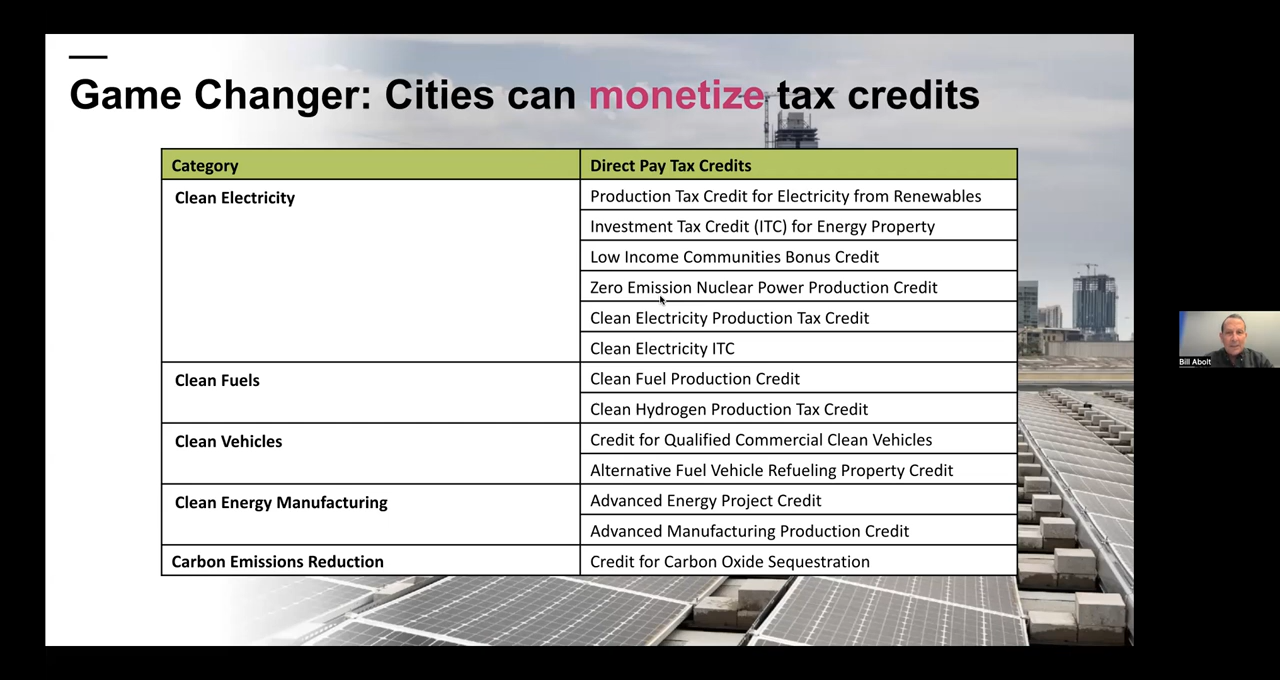 Game Changer: Cities can monetize tax credits
Category
Direct Pay Tax Credits
Clean Electricity
Production Tax Credit for Electricity from Renewables
Investment Tax Credit (ITC) for Energy Property
Low Income Communities Bonus Credit
Zero Emission Nuclear Power Production Credit
Clean Electricity Production Tax Credit
Clean Electricity ITC
Clean Fuels
Clean Fuel Production Credit
Clean Hydrogen Production Tax Credit
Clean Vehicles
Credit for Qualified Commercial Clean Vehicles
Alternative Fuel Vehicle Refueling Property Credit
Clean Energy Manufacturing
Advanced Energy Project Credit
Advanced Manufacturing Production Credit
Carbon Emissions Reduction
Credit for Carbon Oxide Sequestration
Bill Abolt